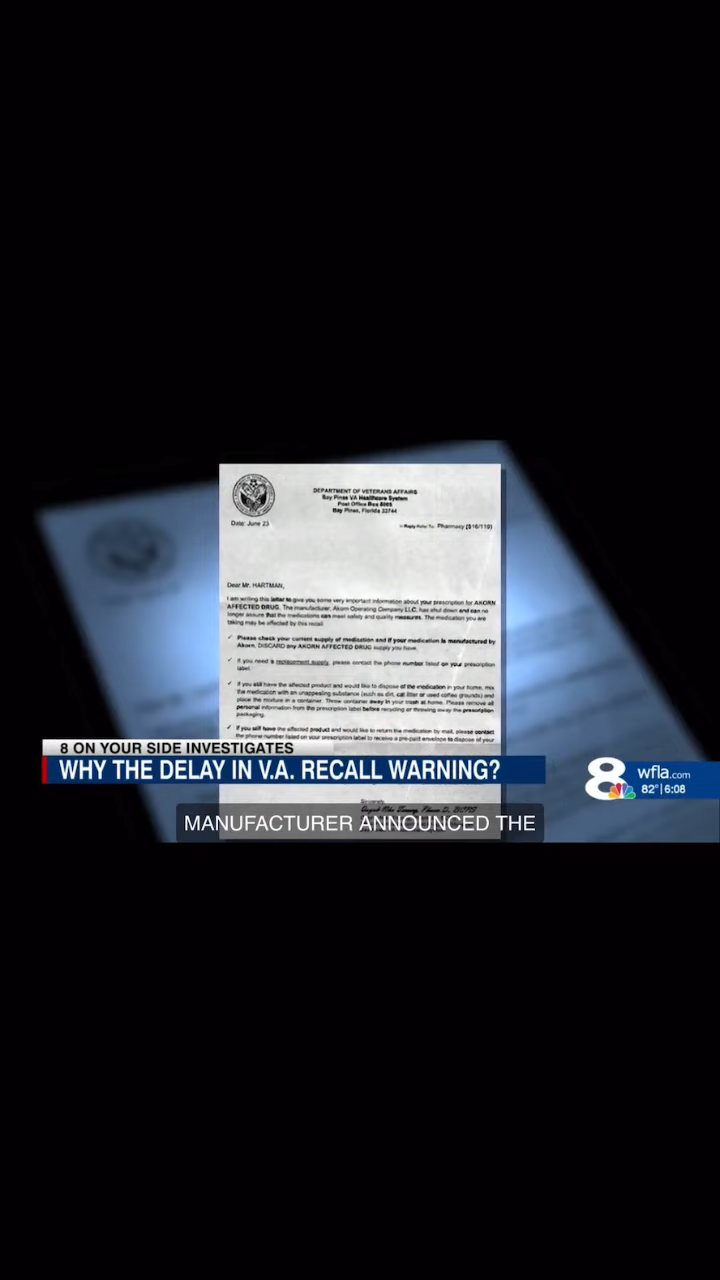 DEPARTMENT OF VETERANS AFFAIRS
Bay Pines VA Healthcare System
Post Office Box 5005
Bay Pines, Florida 33744
Date: June 23
In Reply Refer To: Pharmacy (516/119)
Dear Mr. HARTMAN,
I am writing this letter to give you some very important information about your prescription for AKORN
AFFECTED DRUG. The manufacturer, Akorn Operating Company LLC, has shut down and can no
longer assure that the medications can meet safety and quality measures. The medication you are
taking may be affected by this recall.
✓ Please check your current supply of medication and if your medication is manufactured by
Akorn, DISCARD any AKORN AFFECTED DRUG supply you have.
✓ If you need a replacement supply, please contact the phone number listed on your prescription
label.
✓ If you still have the affected product and would like to dispose of the medication in your home, mix
the medication with an unappealing substance (such as dirt, cat litter or used coffee grounds) and
place the mixture in a container. Throw container away in your trash at home. Please remove all
personal information from the prescription label before recycling or throwing away the prescription
packaging.
✓ If you still have the affected product and would like to return the medication by mail, please contact
the phone number listed on your prescription label to receive a pre-paid envelope to dispose of your
8 ON YOUR SIDE INVESTIGATES
WHY THE DELAY IN V.A. RECALL WARNING?
8 wfla.com
82° | 6:08
Sincerely,
MANUFACTURER ANNOUNCED THE